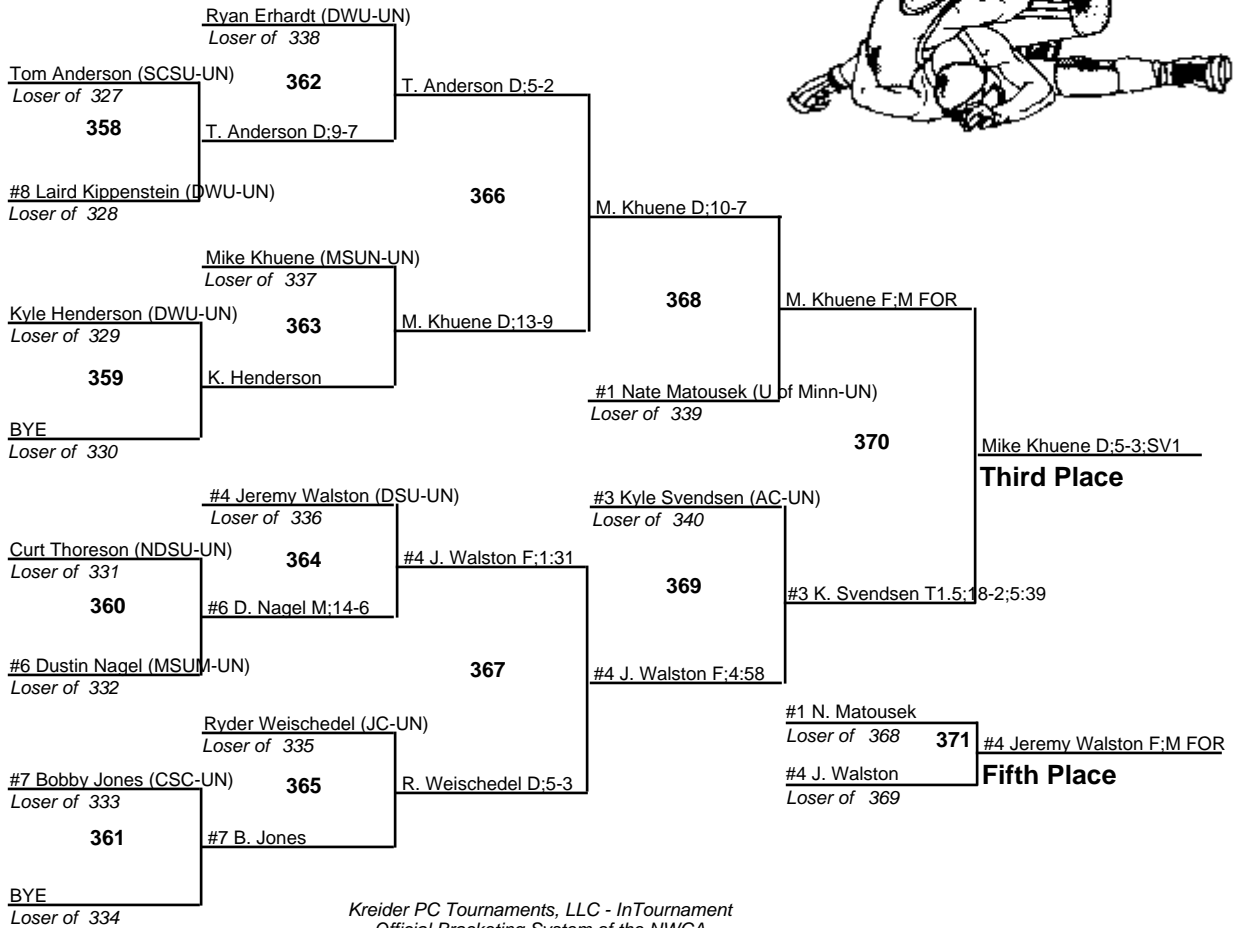 Ryan Erhardt (DWU-UN)
Loser of 338
Tom Anderson (SCSU-UN)
Loser of 327
362
T. Anderson D;5-2
358
T. Anderson D;9-7
#8 Laird Kippenstein (DWU-UN)
Loser of 328
366
M. Khuene D;10-7
Mike Khuene (MSUN-UN)
Loser of 337
Kyle Henderson (DWU-UN)
Loser of 329
363
M. Khuene D;13-9
368
M. Khuene F;M FOR
359
K. Henderson
#1 Nate Matousek (U of Minn-UN)
Loser of 339
BYE
Loser of 330
370
Mike Khuene D;5-3;SV1
Third Place
#4 Jeremy Walston (DSU-UN)
Loser of 336
#3 Kyle Svendsen (AC-UN)
Loser of 340
Curt Thoreson (NDSU-UN)
Loser of 331
364
#4 J. Walston F;1:31
369
#3 K. Svendsen T1.5;18-2;5:39
360
#6 D. Nagel M;14-6
#6 Dustin Nagel (MSUM-UN)
Loser of 332
367
#4 J. Walston F;4:58
Ryder Weischedel (JC-UN)
Loser of 335
#1 N. Matousek
Loser of 368
371
#4 Jeremy Walston F;M FOR
Fifth Place
#4 J. Walston
Loser of 369
#7 Bobby Jones (CSC-UN)
Loser of 333
365
R. Weischedel D;5-3
361
#7 B. Jones
BYE
Loser of 334
Kreider PC Tournaments, LLC - InTournament
Official Bracketing System of the NWCA